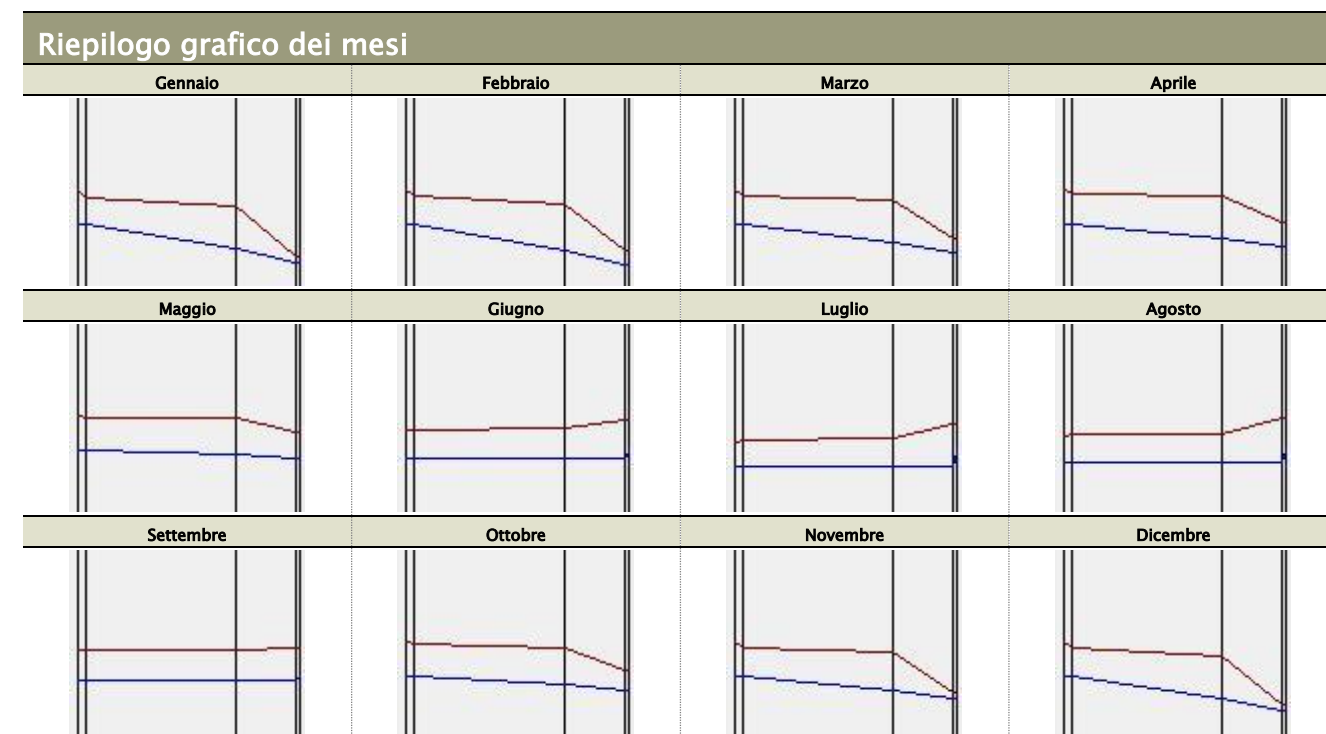 Riepilogo grafico dei mesi
Gennaio Febbraio Marzo Aprile
Maggio Giugno Luglio Agosto
Settembre Ottobre Novembre Dicembre